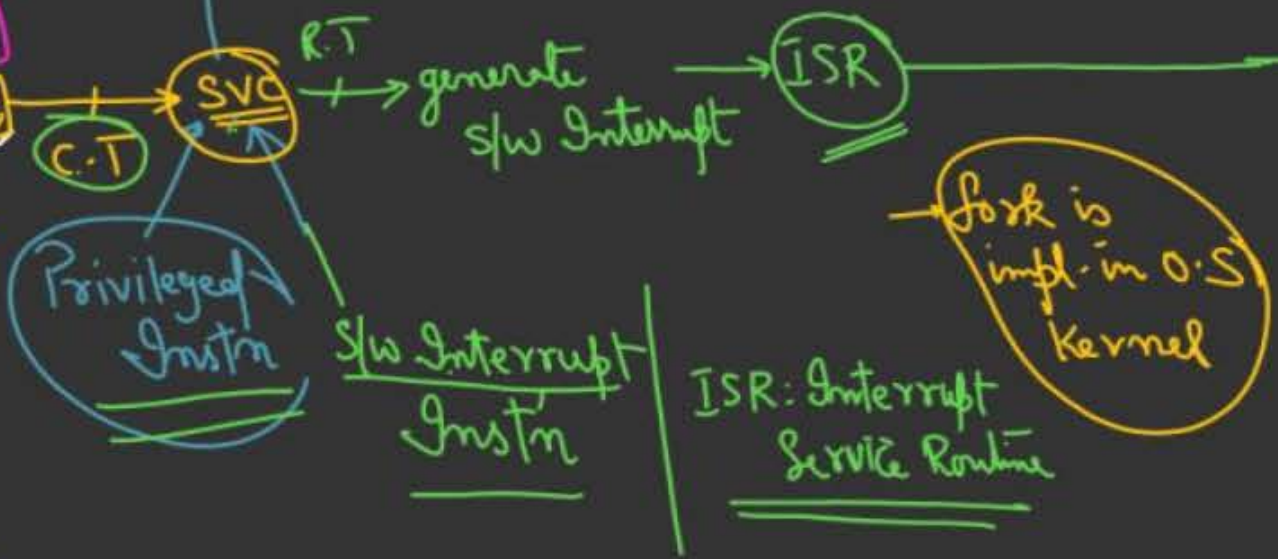 R.T
SVC
generate
S/w Interrupt
ISR
C.T
fork is
impl. in O.S
Kernel
Privileged
Instn
S/w Interrupt
Instn
ISR: Interrupt
Service Routine